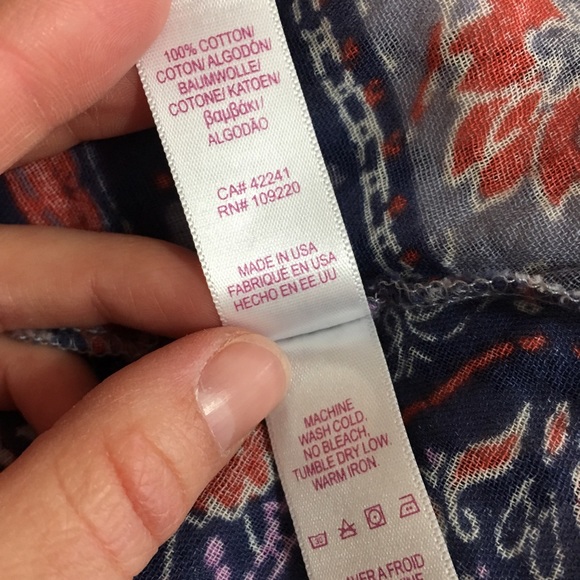 100% COTTON/
COTON/ ALGODÓN/
BAUMWOLLE/
COTONE/ KATOEN/
βαμβάκι/
ALGODÃO
CA# 42241
RN# 109220
MADE IN USA
FABRIQUÉ EN USA
HECHO EN EE.UU
MACHINE
WASH COLD.
NO BLEACH.
TUMBLE DRY LOW.
WARM IRON.
A FROID